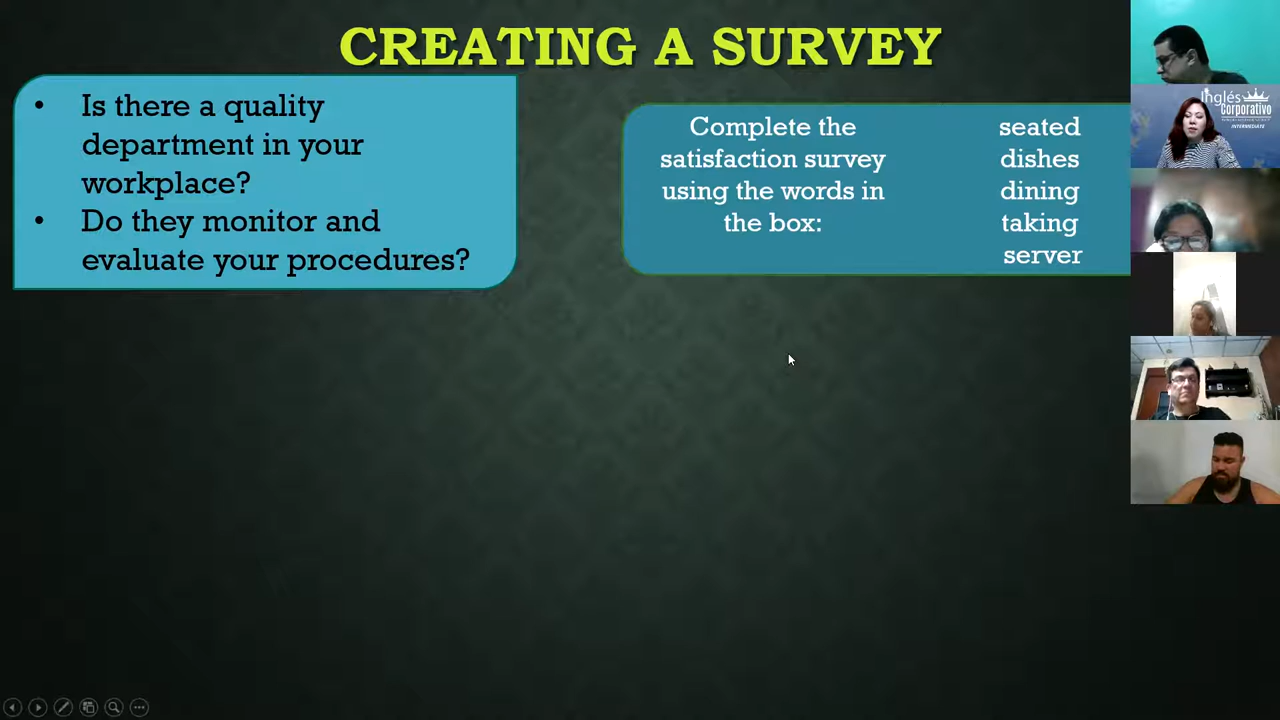 CREATING A SURVEY
• Is there a quality
department in your
workplace?
• Do they monitor and
evaluate your procedures?
Complete the
satisfaction survey
using the words in
the box:
seated
dishes
dining
taking
server
Inglés
Corporativo
INTERMEDIATE